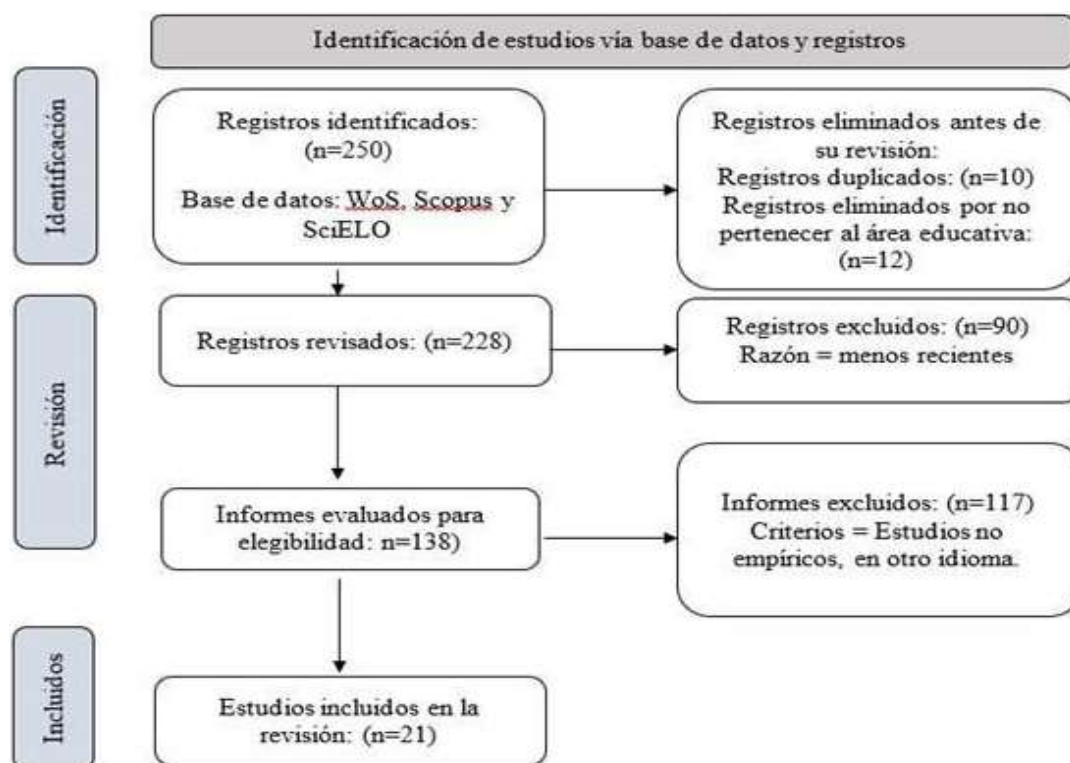 Identificación de estudios vía base de datos y registros
Identificación
Registros identificados:
(n=250)
Base de datos: WoS, Scopus y
SciELO
Registros eliminados antes de
su revisión:
Registros duplicados: (n=10)
Registros eliminados por no
pertenecer al área educativa:
(n=12)
Revisión
Registros revisados: (n=228)
Registros excluidos: (n=90)
Razón = menos recientes
Informes evaluados para
elegibilidad: n=138)
Informes excluidos: (n=117)
Criterios = Estudios no
empíricos, en otro idioma.
Incluidos
Estudios incluidos en la
revisión: (n=21)